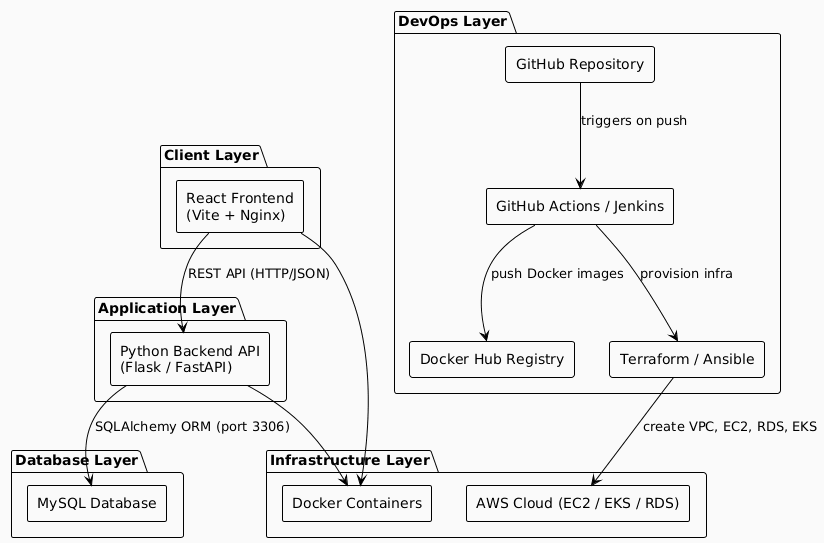 DevOps Layer
GitHub Repository
triggers on push
Client Layer
React Frontend
(Vite + Nginx)
GitHub Actions / Jenkins
REST API (HTTP/JSON)
push Docker images
provision infra
Application Layer
Python Backend API
(Flask / FastAPI)
Docker Hub Registry
Terraform / Ansible
SQLAlchemy ORM (port 3306)
create VPC, EC2, RDS, EKS
Database Layer
Infrastructure Layer
MySQL Database
Docker Containers
AWS Cloud (EC2 / EKS / RDS)